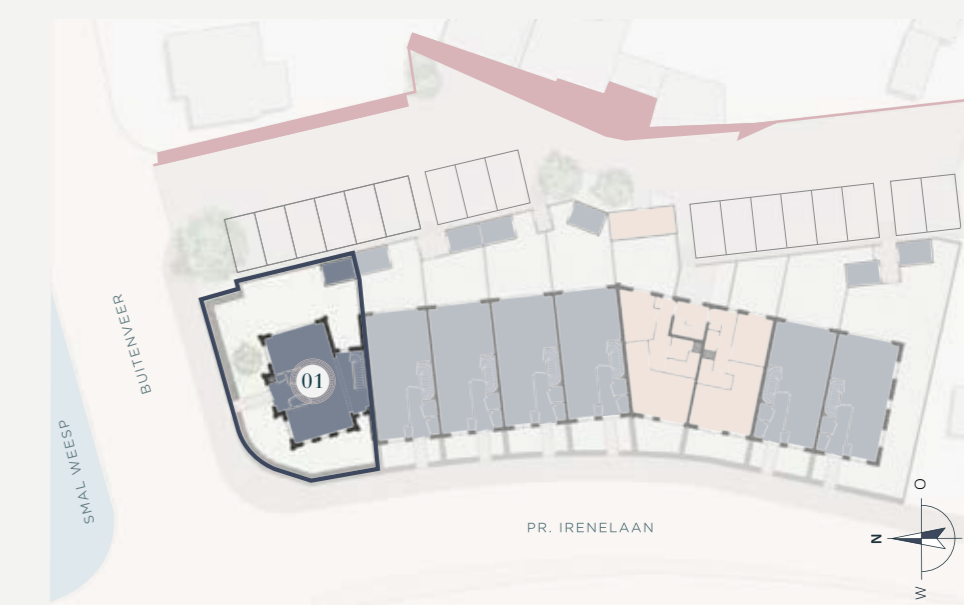 01
BUITENVEER
SMAL WEESP
PR. IRENELAAN
O
N
W